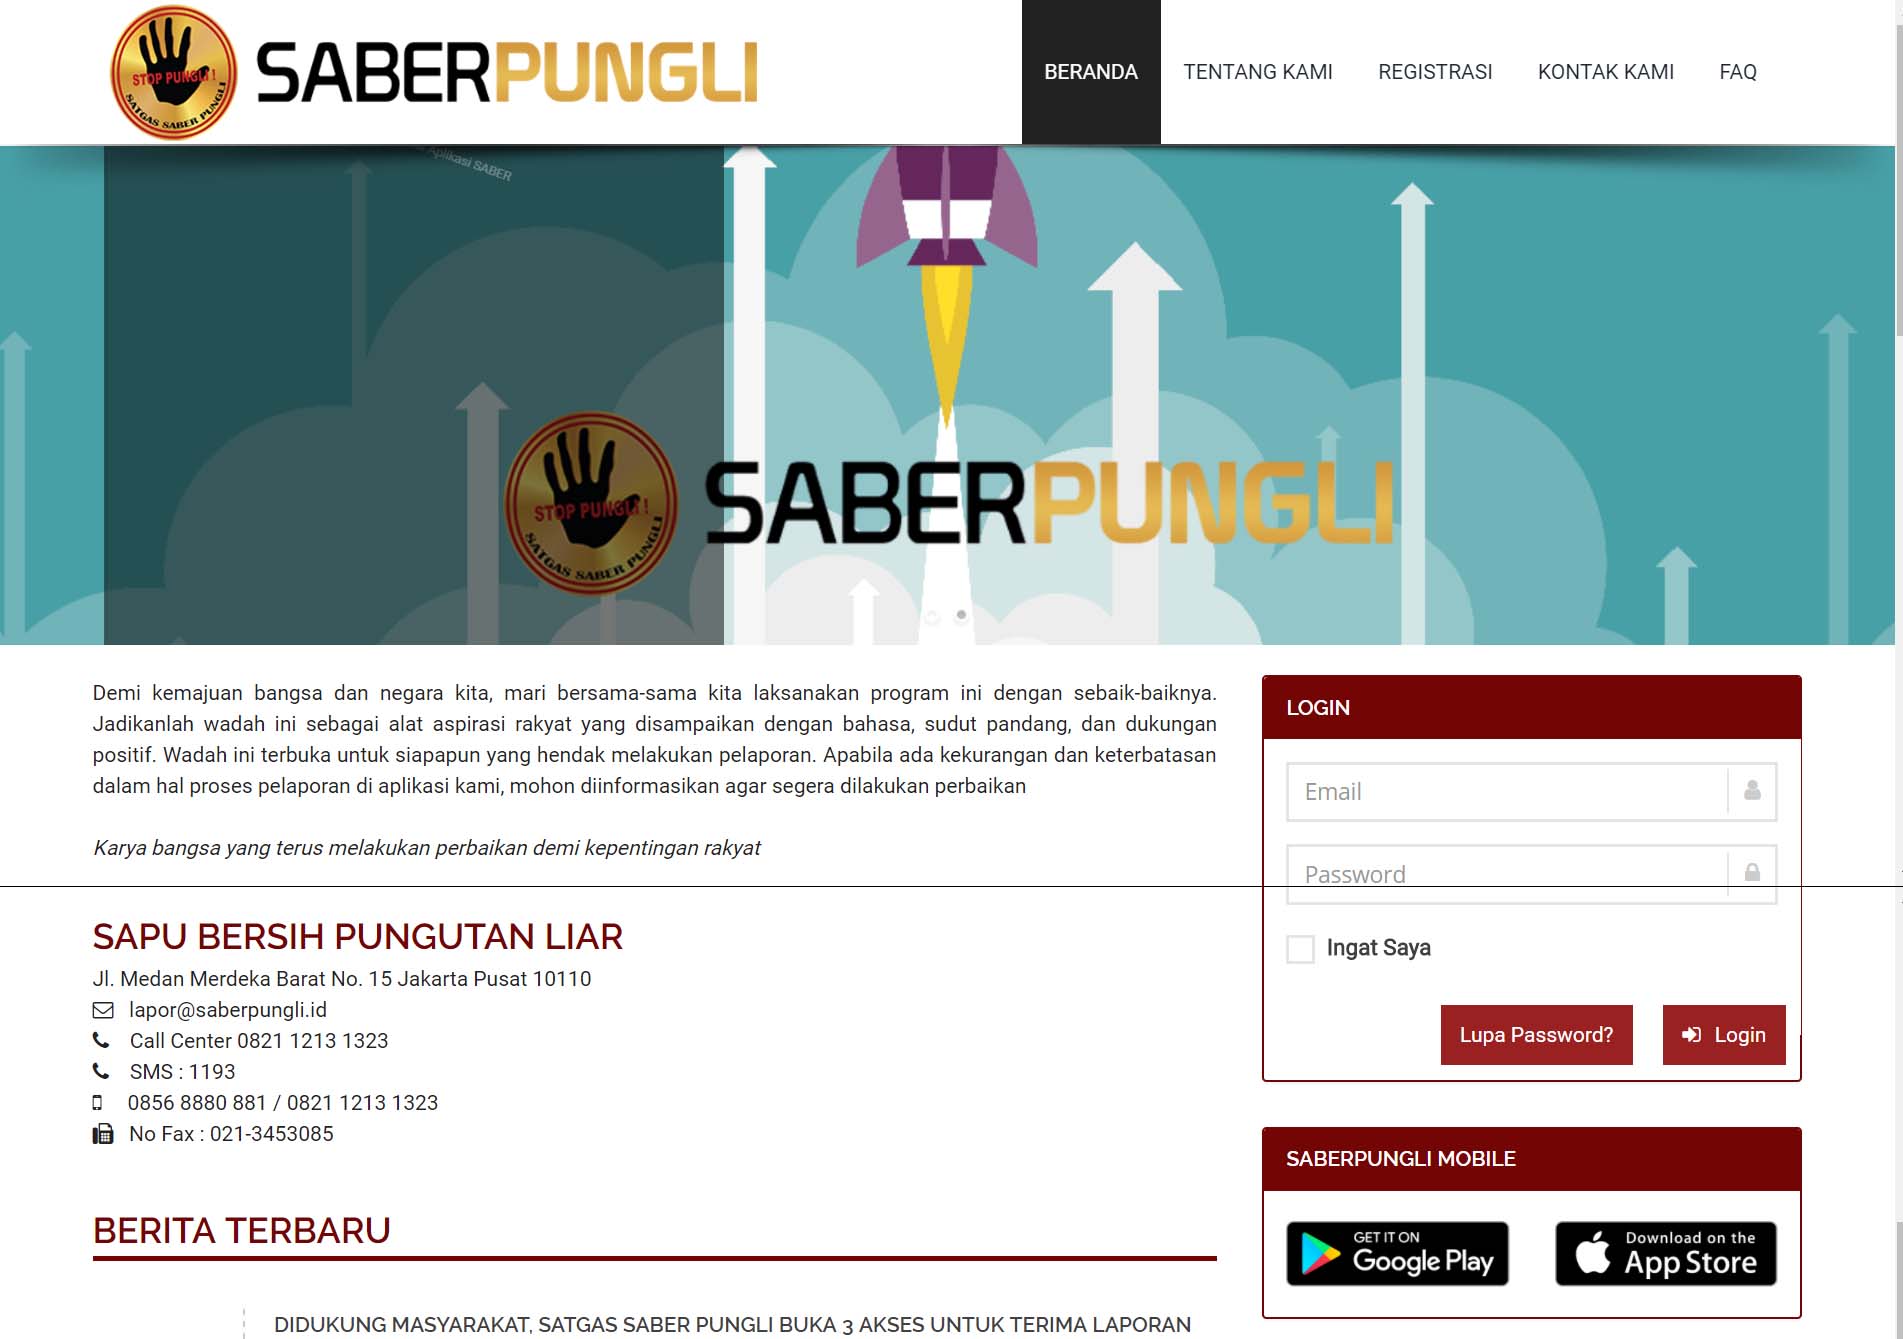 STOP PUNGLI !
SATGAS SABER PUNGLI
SABERPUNGLI
BERANDA
TENTANG KAMI
REGISTRASI
KONTAK KAMI
FAQ
Aplikasi SABER
STOP PUNGLI !
SATGAS SABER PUNGLI
SABERPUNGLI
Demi kemajuan bangsa dan negara kita, mari bersama-sama kita laksanakan program ini dengan sebaik-baiknya.
Jadikanlah wadah ini sebagai alat aspirasi rakyat yang disampaikan dengan bahasa, sudut pandang, dan dukungan
positif. Wadah ini terbuka untuk siapapun yang hendak melakukan pelaporan. Apabila ada kekurangan dan keterbatasan
dalam hal proses pelaporan di aplikasi kami, mohon diinformasikan agar segera dilakukan perbaikan
Karya bangsa yang terus melakukan perbaikan demi kepentingan rakyat
SAPU BERSIH PUNGUTAN LIAR
Jl. Medan Merdeka Barat No. 15 Jakarta Pusat 10110
lapor@saberpungli.id
Call Center 0821 1213 1323
SMS : 1193
0856 8880 881 / 0821 1213 1323
No Fax : 021-3453085
BERITA TERBARU
DIDUKUNG MASYARAKAT, SATGAS SABER PUNGLI BUKA 3 AKSES UNTUK TERIMA LAPORAN
LOGIN
Email
Password
Ingat Saya
Lupa Password?
Login
SABERPUNGLI MOBILE
GET IT ON
Google Play
Download on the
App Store